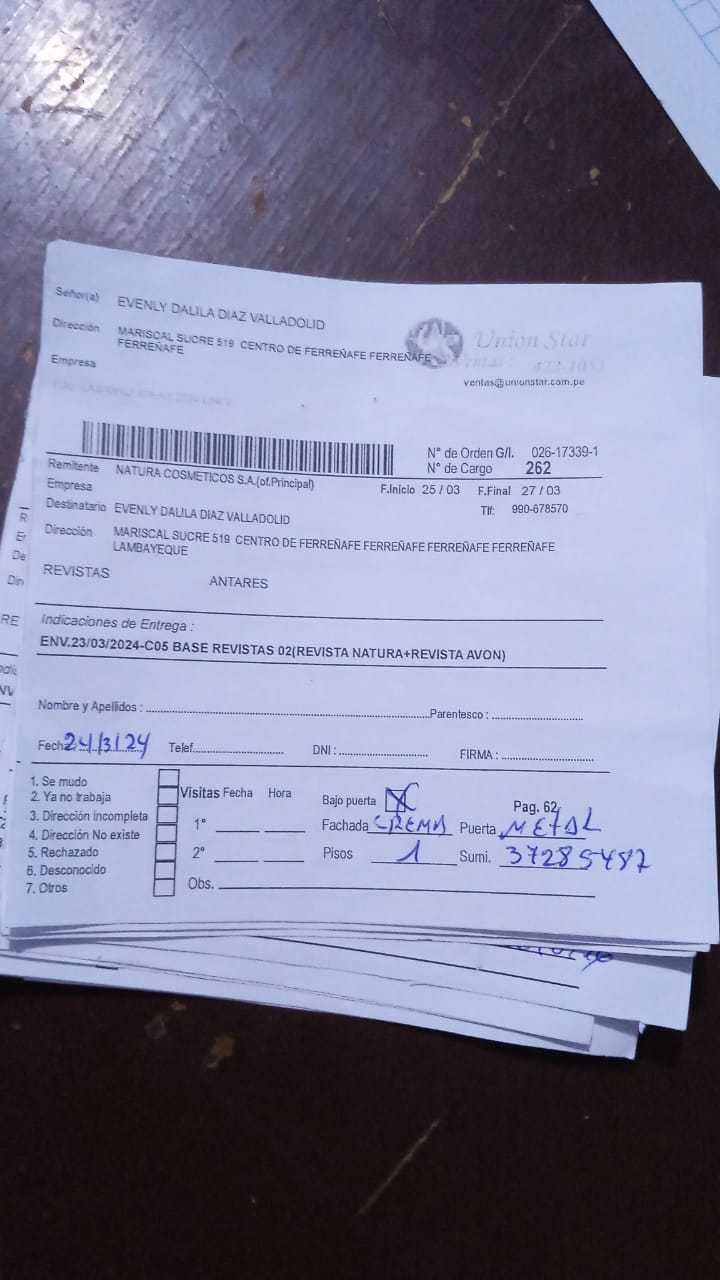 Señor(a) EVENLY DALILA DIAZ VALLADOLID
Dirección MARISCAL SUCRE 519 CENTRO DE FERREÑAFE FERREÑAFE
FERREÑAFE
Empresa
Union Star
Ventas :
ventas@unionstar.com.pe
N° de Orden G/I. 026-17339-1
N° de Cargo 262
Remitente NATURA COSMETICOS S.A.(of.Principal)
Empresa F.Inicio 25 / 03 F.Final 27 / 03
Destinatario EVENLY DALILA DIAZ VALLADOLID Tlf: 990-678570
Dirección MARISCAL SUCRE 519 CENTRO DE FERREÑAFE FERREÑAFE FERREÑAFE FERREÑAFE
LAMBAYEQUE
REVISTAS ANTARES
Indicaciones de Entrega :
ENV.23/03/2024-C05 BASE REVISTAS 02(REVISTA NATURA+REVISTA AVON)
Nombre y Apellidos : Parentesco :
Fech 24/3/24 Telef. DNI : FIRMA :
1. Se mudo
2. Ya no trabaja
3. Dirección incompleta
4. Dirección No existe
5. Rechazado
6. Desconocido
7. Otros
Visitas Fecha Hora
1°
2°
Obs.
Bajo puerta X Pag. 62
Fachada CREMA Puerta METAL
Pisos 1 Sumi. 37285487